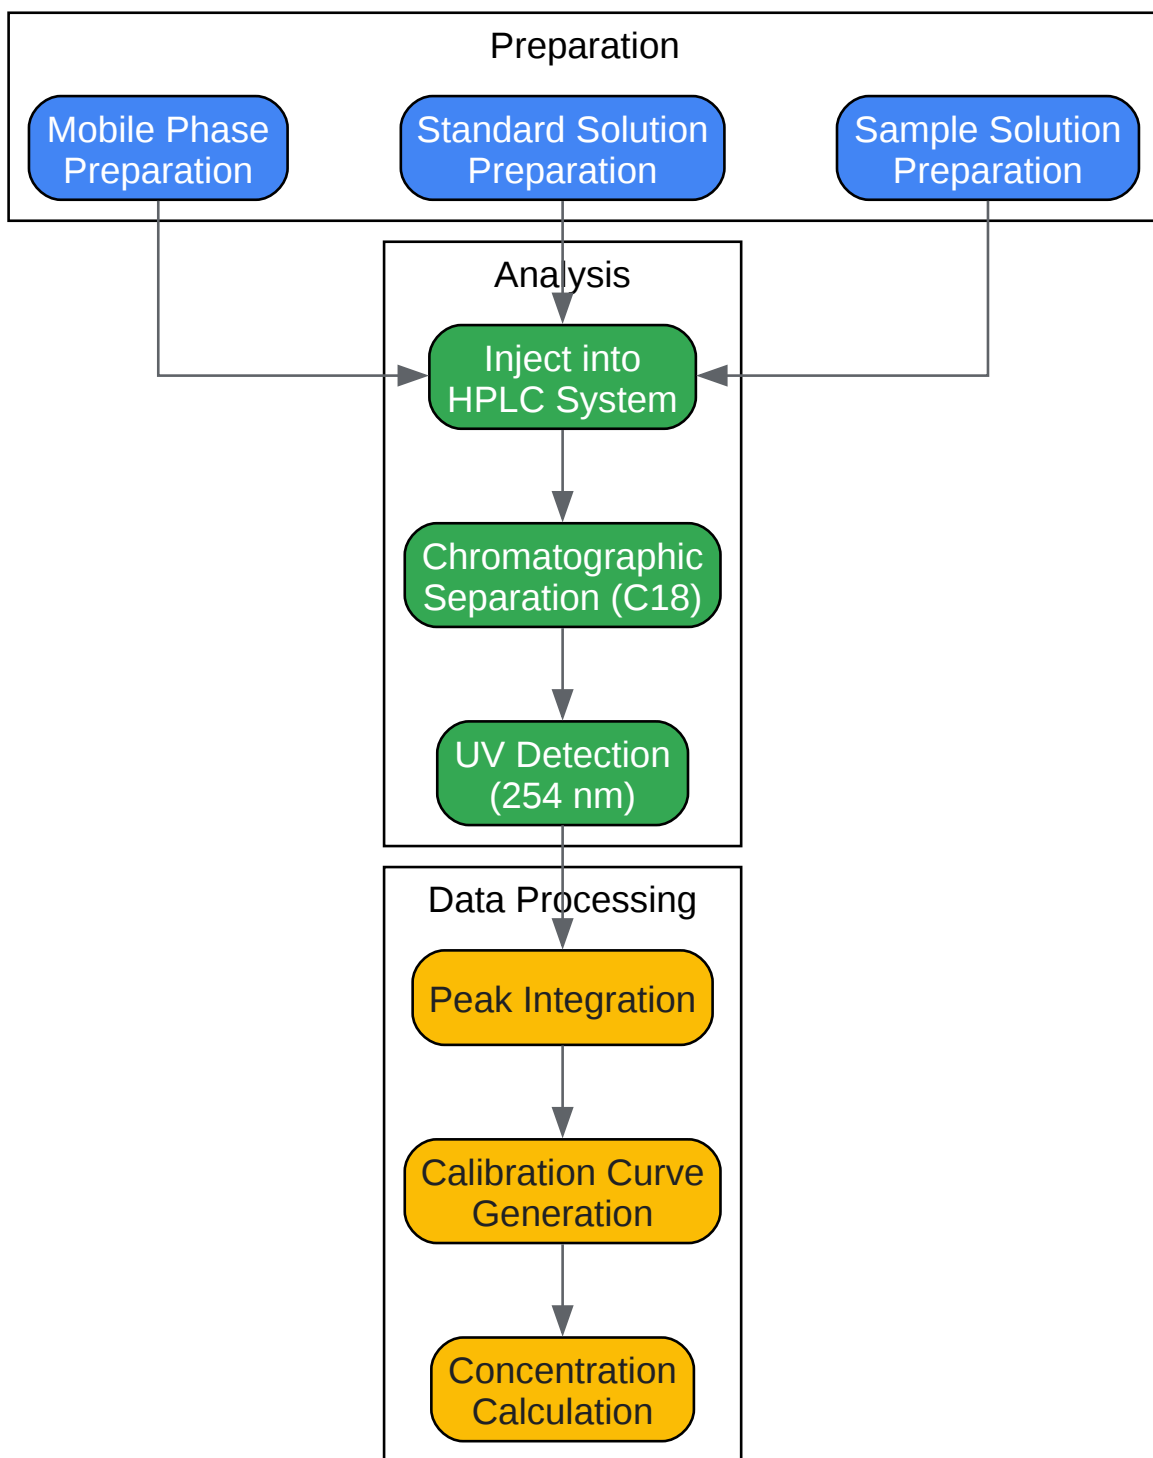 Preparation
Mobile Phase
Preparation
Standard Solution
Preparation
Sample Solution
Preparation
Analysis
Inject into
HPLC System
Chromatographic
Separation (C18)
UV Detection
(254 nm)
Data Processing
Peak Integration
Calibration Curve
Generation
Concentration
Calculation